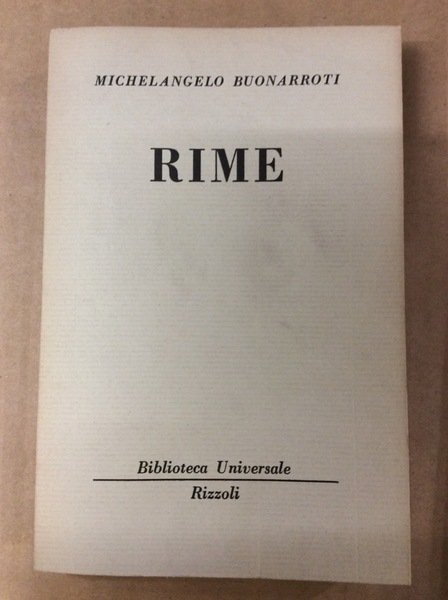 MICHELANGELO BUONARROTI
RIME
Biblioteca Universale
Rizzoli